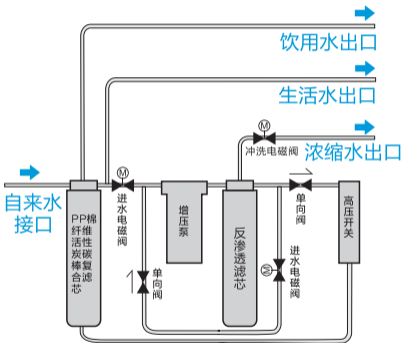 饮用水出口
生活水出口
M
冲洗电磁阀
浓缩水出口
自来水
接口
M
进水电磁阀
PP棉
纤维
活性
炭碳
棒复
合滤
芯
增压泵
单向阀
反渗透滤芯
M
进水电磁阀
单向阀
高压开关